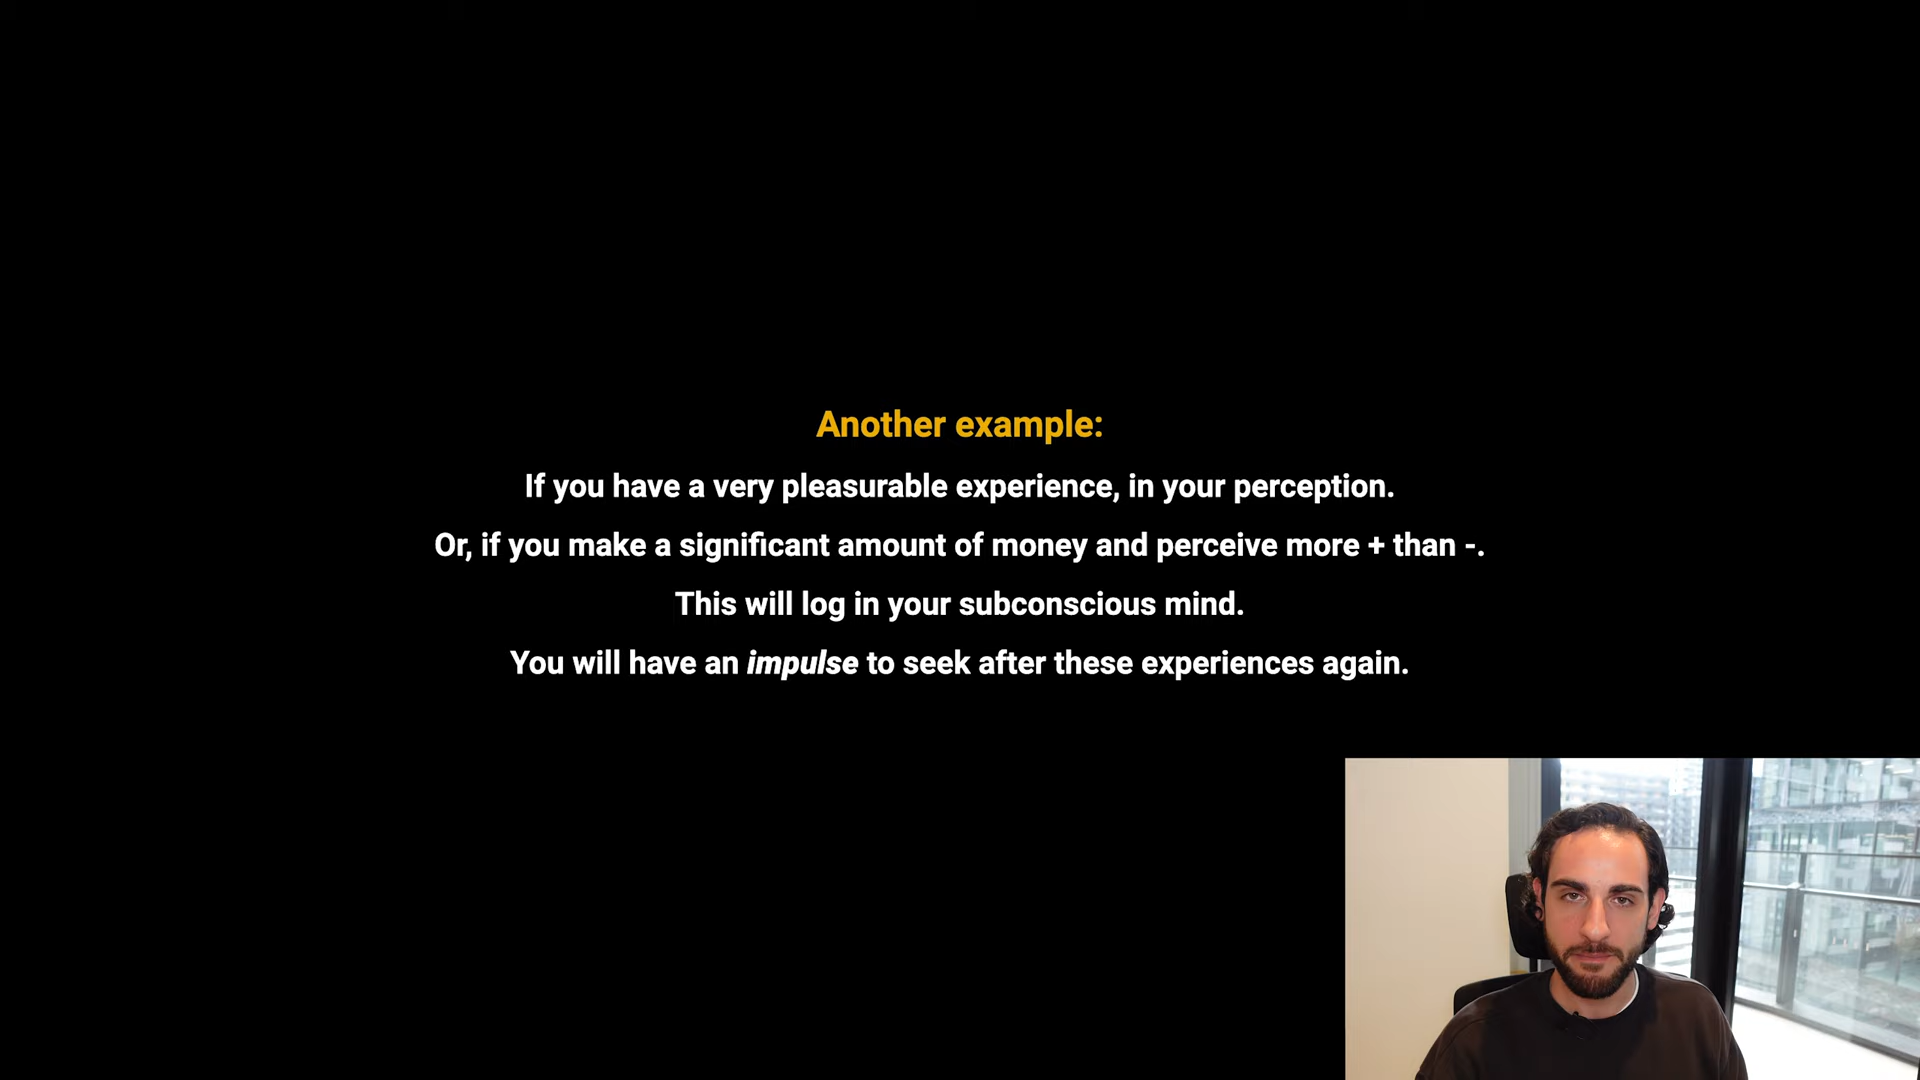 Another example:
If you have a very pleasurable experience, in your perception.
Or, if you make a significant amount of money and perceive more + than -.
This will log in your subconscious mind.
You will have an impulse to seek after these experiences again.